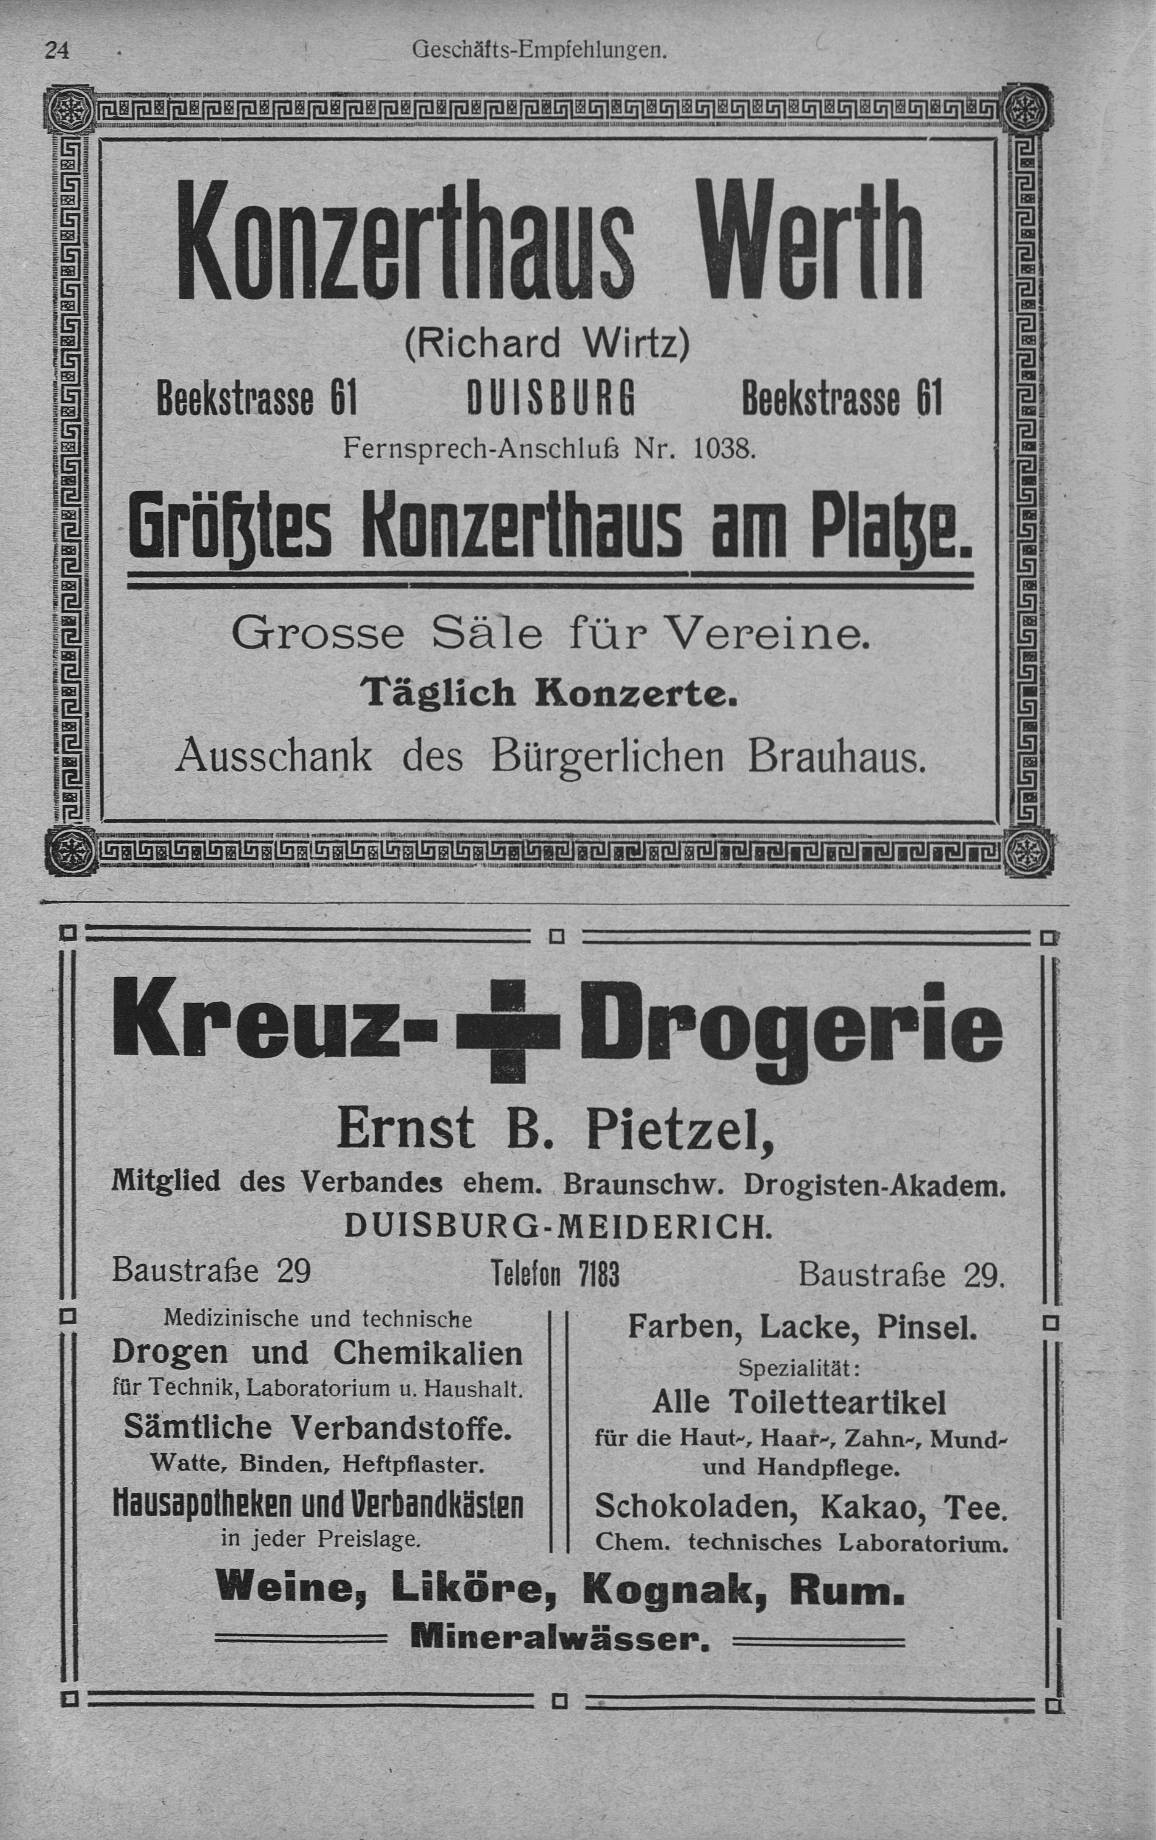 24
Geschäfts-Empfehlungen.
Konzerthaus Werth
(Richard Wirtz)
Beekstrasse 61 DUISBURG Beekstrasse 61
Fernsprech-Anschluß Nr. 1038.
Größtes Konzerthaus am Platze.
Grosse Säle für Vereine.
Täglich Konzerte.
Ausschank des Bürgerlichen Brauhaus.
Kreuz- Drogerie
Ernst B. Pietzel,
Mitglied des Verbandes ehem. Braunschw. Drogisten-Akadem.
DUISBURG-MEIDERICH.
Baustraße 29 Telefon 7183 Baustraße 29.
Medizinische und technische
Drogen und Chemikalien
für Technik, Laboratorium u. Haushalt.
Sämtliche Verbandstoffe.
Watte, Binden, Heftpflaster.
Hausapotheken und Verbandkästen
in jeder Preislage.
Farben, Lacke, Pinsel.
Spezialität:
Alle Toiletteartikel
für die Haut-, Haar-, Zahn-, Mund-
und Handpflege.
Schokoladen, Kakao, Tee.
Chem. technisches Laboratorium.
Weine, Liköre, Kognak, Rum.
Mineralwässer.